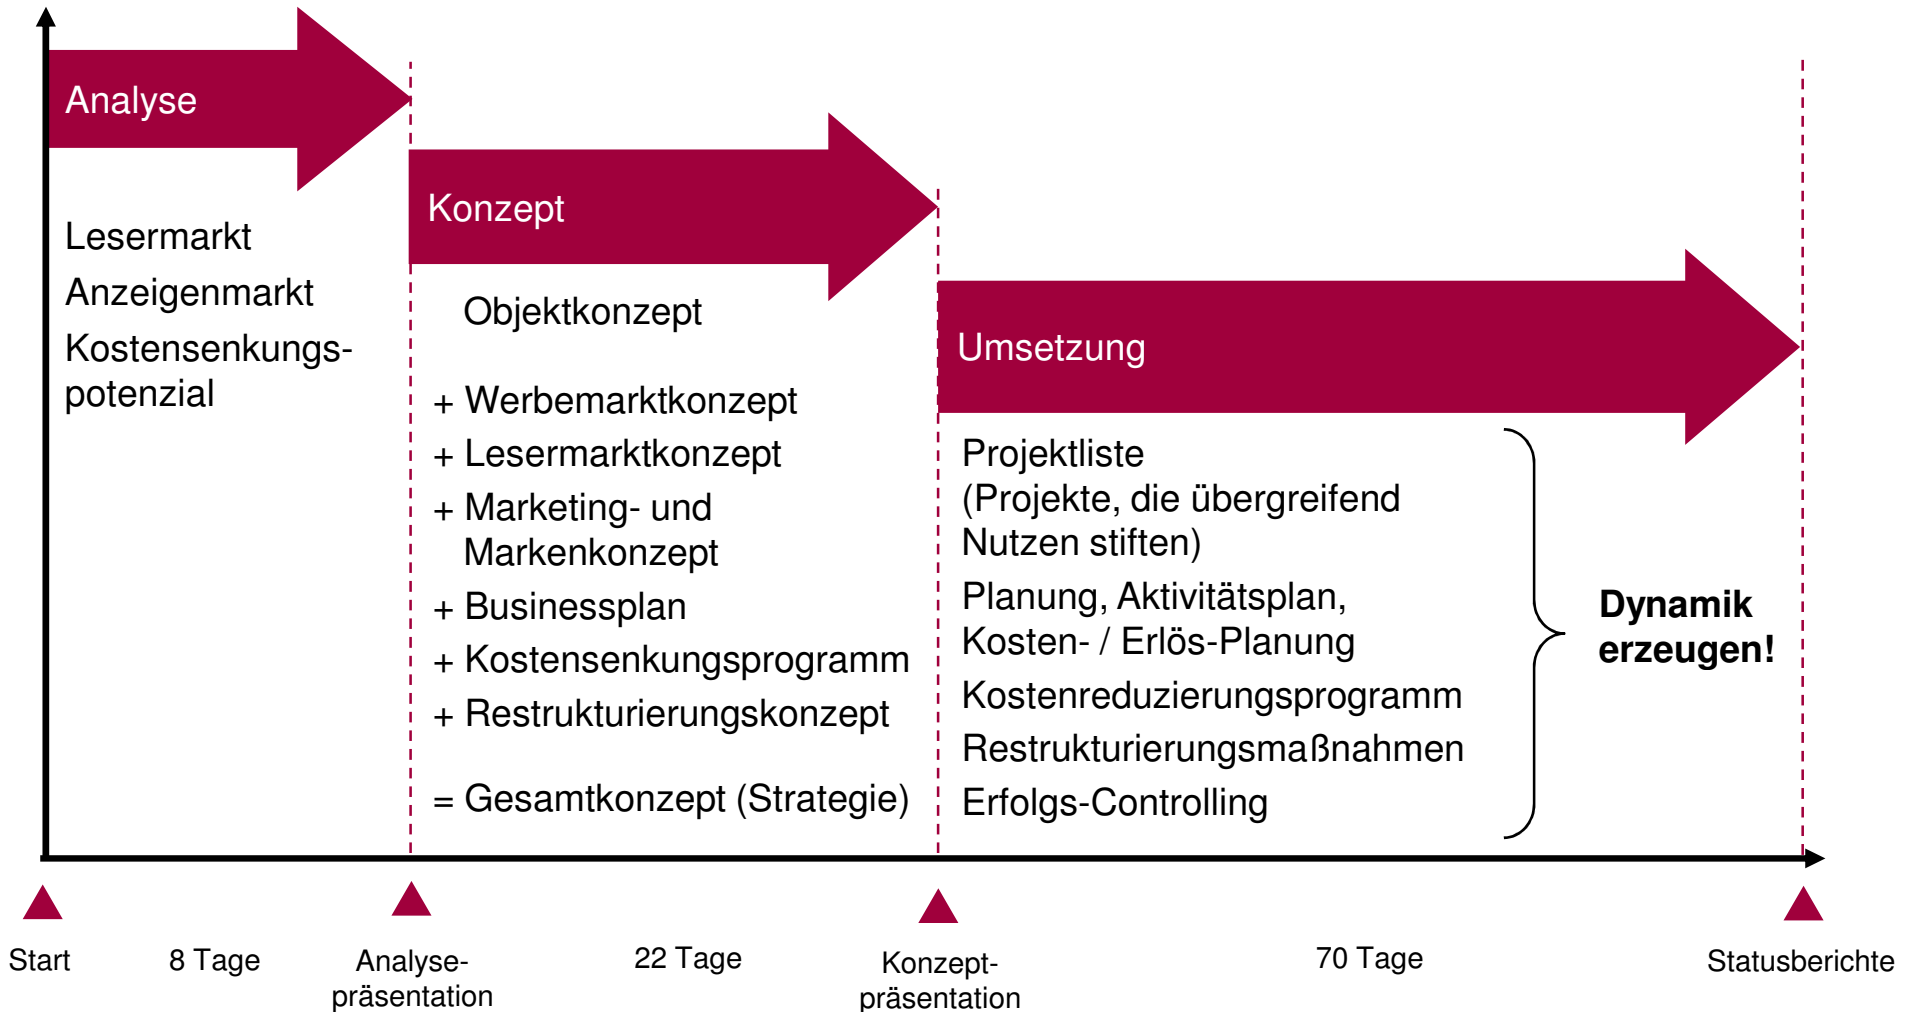 Analyse
Lesermarkt
Anzeigenmarkt
Kostensenkungs-
potenzial
Konzept
Objektkonzept
+ Werbemarktkonzept
+ Lesermarktkonzept
+ Marketing- und
Markenkonzept
+ Businessplan
+ Kostensenkungsprogramm
+ Restrukturierungskonzept
= Gesamtkonzept (Strategie)
Umsetzung
Projektliste
(Projekte, die übergreifend
Nutzen stiften)
Planung, Aktivitätsplan,
Kosten- / Erlös-Planung
Kostenreduzierungsprogramm
Restrukturierungsmaßnahmen
Erfolgs-Controlling
Dynamik
erzeugen!
Start
8 Tage
Analyse-
präsentation
22 Tage
Konzept-
präsentation
70 Tage
Statusberichte